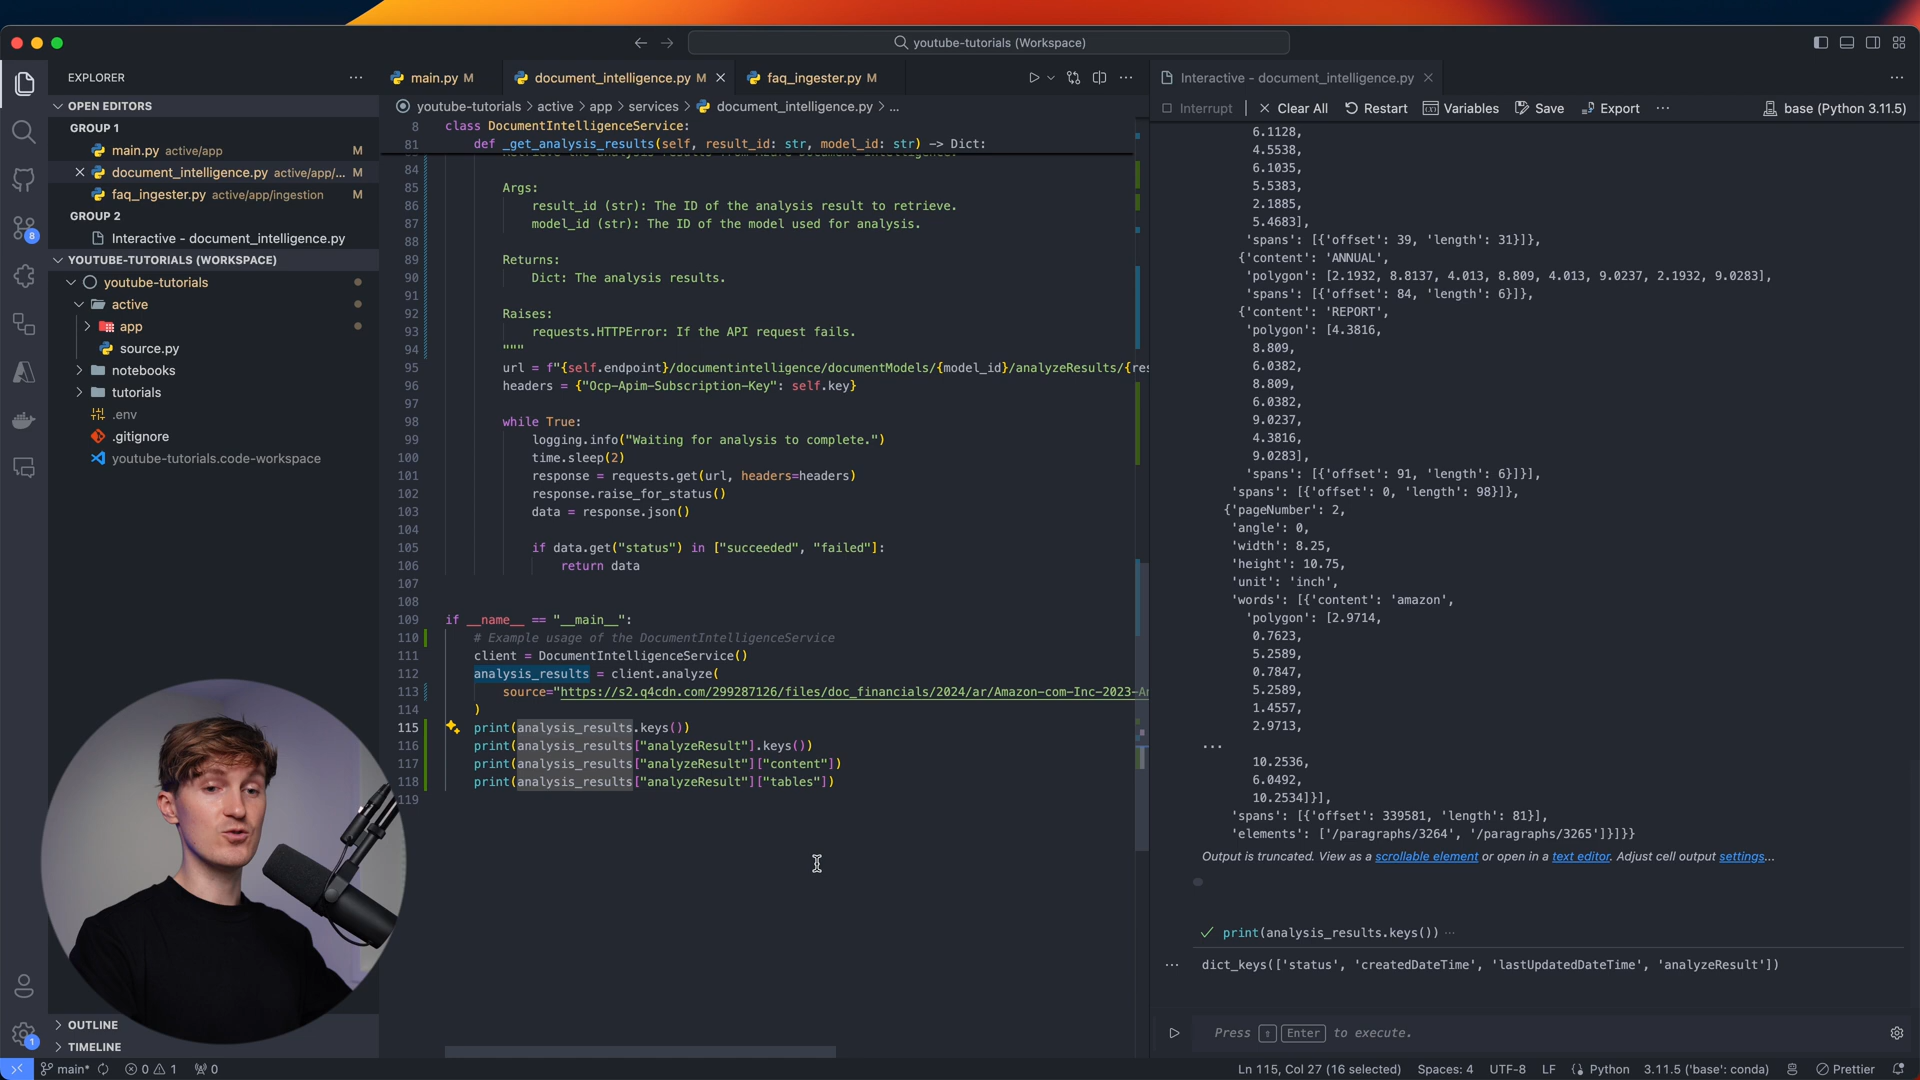 youtube-tutorials (Workspace)
EXPLORER
OPEN EDITORS
GROUP 1
main.py active/app M
document_intelligence.py active/app/... M
faq_ingester.py active/app/ingestion M
GROUP 2
Interactive - document_intelligence.py
YOUTUBE-TUTORIALS (WORKSPACE)
youtube-tutorials
active
app
source.py
notebooks
tutorials
.env
.gitignore
youtube-tutorials.code-workspace
8
1
OUTLINE
TIMELINE
main.py M
document_intelligence.py M
faq_ingester.py M
youtube-tutorials > active > app > services > document_intelligence.py > ...
8 class DocumentIntelligenceService:
81 def _get_analysis_results(self, result_id: str, model_id: str) -> Dict:
84
85 Args:
86 result_id (str): The ID of the analysis result to retrieve.
87 model_id (str): The ID of the model used for analysis.
88
89 Returns:
90 Dict: The analysis results.
91
92 Raises:
93 requests.HTTPError: If the API request fails.
94 """
95 url = f"{self.endpoint}/documentintelligence/documentModels/{model_id}/analyzeResults/{res
96 headers = {"Ocp-Apim-Subscription-Key": self.key}
97
98 while True:
99 logging.info("Waiting for analysis to complete.")
100 time.sleep(2)
101 response = requests.get(url, headers=headers)
102 response.raise_for_status()
103 data = response.json()
104
105 if data.get("status") in ["succeeded", "failed"]:
106 return data
107
108
109 if __name__ == "__main__":
110 # Example usage of the DocumentIntelligenceService
111 client = DocumentIntelligenceService()
112 analysis_results = client.analyze(
113 source="https://s2.q4cdn.com/299287126/files/doc_financials/2024/ar/Amazon-com-Inc-2023-A
114 )
115 print(analysis_results.keys())
116 print(analysis_results["analyzeResult"].keys())
117 print(analysis_results["analyzeResult"]["content"])
118 print(analysis_results["analyzeResult"]["tables"])
119
Interactive - document_intelligence.py
Interrupt | Clear All Restart Variables Save Export ... base (Python 3.11.5)
6.1128,
4.5538,
6.1035,
5.5383,
2.1885,
5.4683],
'spans': [{'offset': 39, 'length': 31}]},
{'content': 'ANNUAL',
'polygon': [2.1932, 8.8137, 4.013, 8.809, 4.013, 9.0237, 2.1932, 9.0283],
'spans': [{'offset': 84, 'length': 6}]},
{'content': 'REPORT',
'polygon': [4.3816,
8.809,
6.0382,
8.809,
6.0382,
9.0237,
4.3816,
9.0283],
'spans': [{'offset': 91, 'length': 6}]}],
'spans': [{'offset': 0, 'length': 98}]},
{'pageNumber': 2,
'angle': 0,
'width': 8.25,
'height': 10.75,
'unit': 'inch',
'words': [{'content': 'amazon',
'polygon': [2.9714,
0.7623,
5.2589,
0.7847,
5.2589,
1.4557,
2.9713,
...
10.2536,
6.0492,
10.2534]}],
'spans': [{'offset': 339581, 'length': 81}],
'elements': ['/paragraphs/3264', '/paragraphs/3265']}]}}
Output is truncated. View as a scrollable element or open in a text editor. Adjust cell output settings...
print(analysis_results.keys()) ...
... dict_keys(['status', 'createdDateTime', 'lastUpdatedDateTime', 'analyzeResult'])
Press ⇧ Enter to execute.
main* 0 1 0
Ln 115, Col 27 (16 selected) Spaces: 4 UTF-8 LF Python 3.11.5 ('base': conda) Prettier